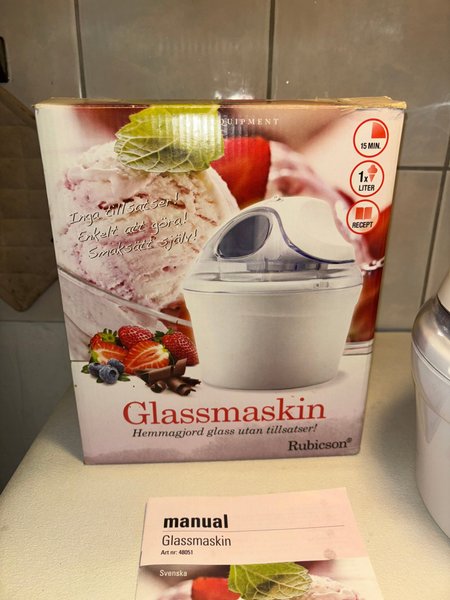 EQUIPMENT
15 MIN.
1x
LITER
RECEPT
Inga tillsatser!
Enkelt att göra!
Smaksätt själv!
Glassmaskin
Hemmagjord glass utan tillsatser!
Rubicson®
manual
Glassmaskin
Art nr: 48051
Svenska